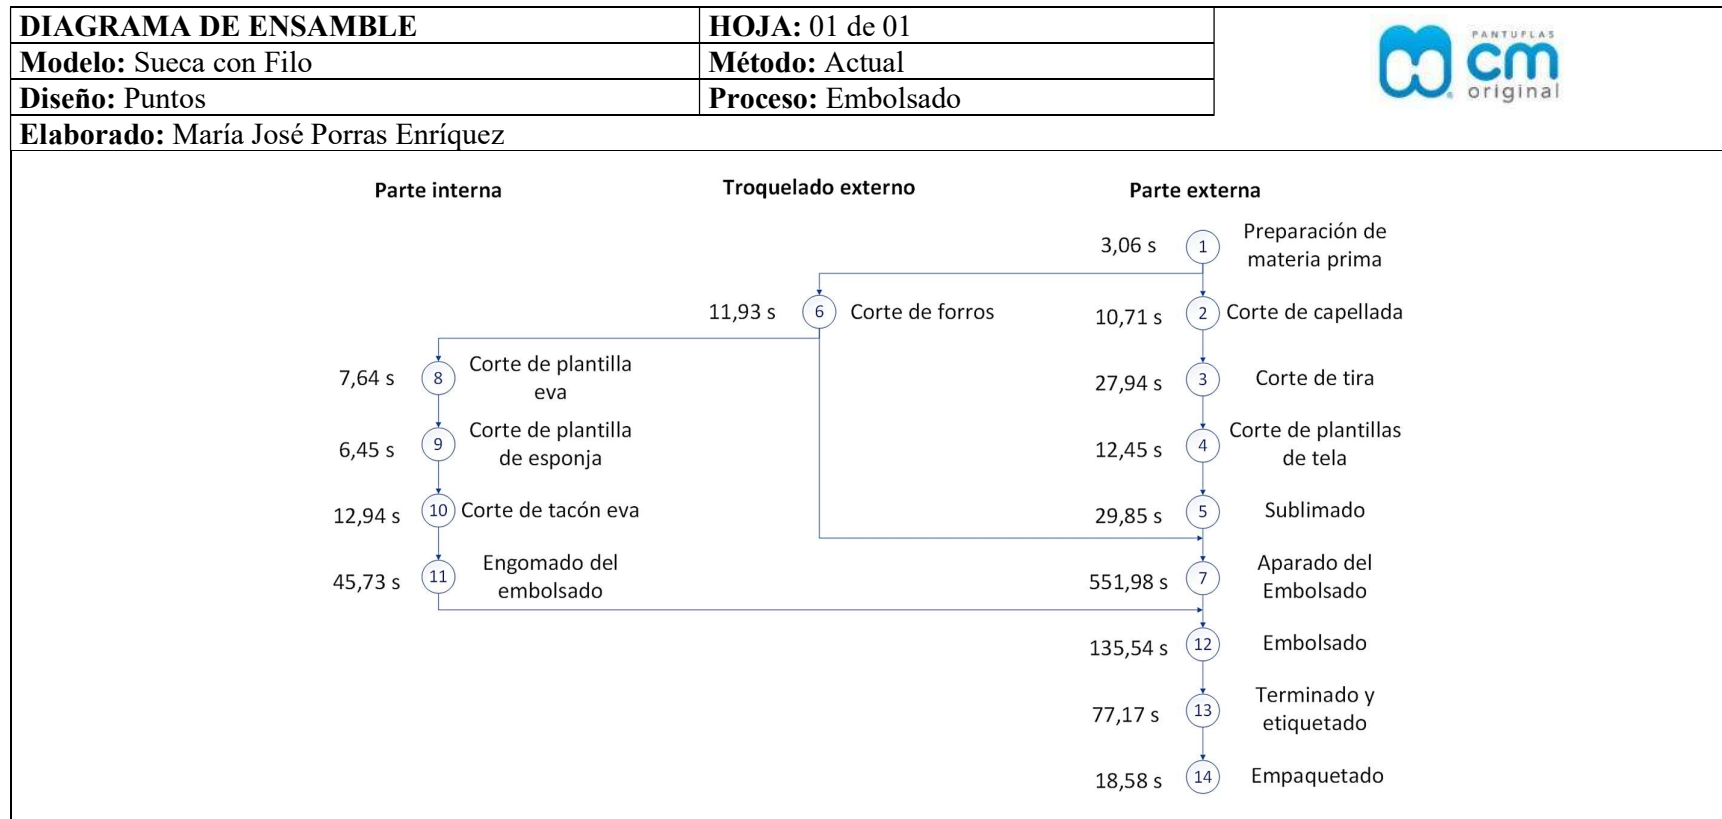 DIAGRAMA DE ENSAMBLE
HOJA: 01 de 01
Modelo: Sueca con Filo
Método: Actual
Diseño: Puntos
Proceso: Embolsado
Elaborado: María José Porras Enríquez
PANTUFLAS
cm
original
Parte interna
Troquelado externo
Parte externa
3,06 s
1
Preparación de
materia prima
11,93 s
6
Corte de forros
10,71 s
2
Corte de capellada
7,64 s
8
Corte de plantilla
eva
27,94 s
3
Corte de tira
6,45 s
9
Corte de plantilla
de esponja
12,45 s
4
Corte de plantillas
de tela
12,94 s
10
Corte de tacón eva
29,85 s
5
Sublimado
45,73 s
11
Engomado del
embolsado
551,98 s
7
Aparado del
Embolsado
135,54 s
12
Embolsado
77,17 s
13
Terminado y
etiquetado
18,58 s
14
Empaquetado